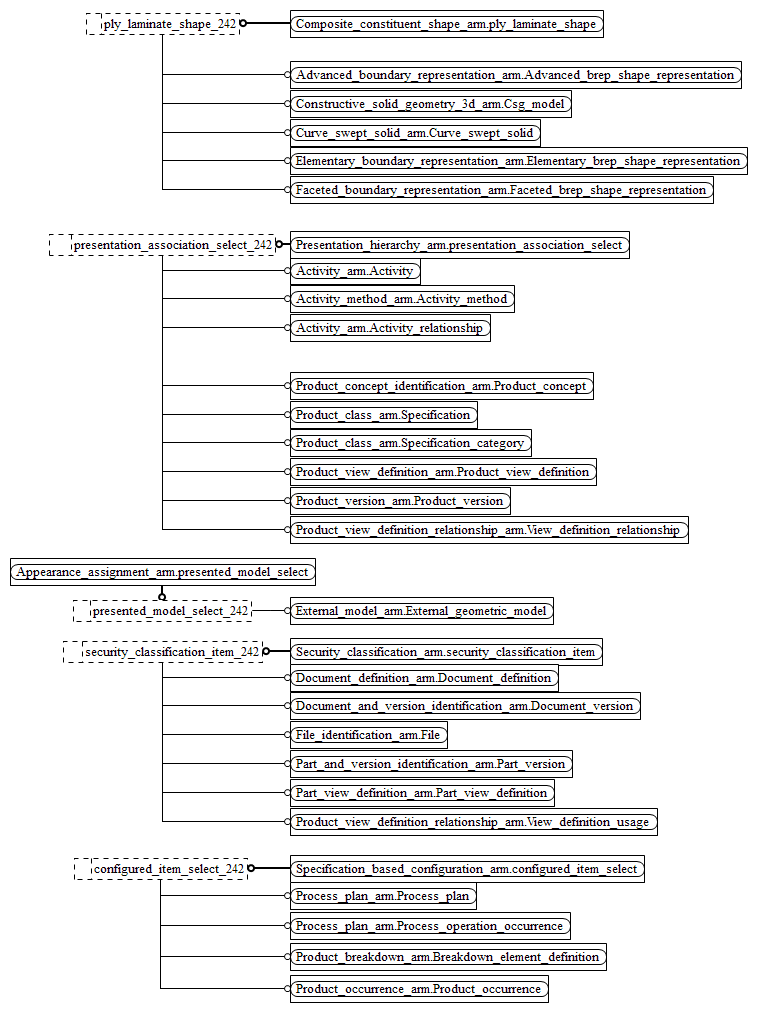 ply_laminate_shape_242
Composite_constituent_shape_arm.ply_laminate_shape
Advanced_boundary_representation_arm.Advanced_brep_shape_representation
Constructive_solid_geometry_3d_arm.Csg_model
Curve_swept_solid_arm.Curve_swept_solid
Elementary_boundary_representation_arm.Elementary_brep_shape_representation
Faceted_boundary_representation_arm.Faceted_brep_shape_representation
presentation_association_select_242
Presentation_hierarchy_arm.presentation_association_select
Activity_arm.Activity
Activity_method_arm.Activity_method
Activity_arm.Activity_relationship
Product_concept_identification_arm.Product_concept
Product_class_arm.Specification
Product_class_arm.Specification_category
Product_view_definition_arm.Product_view_definition
Product_version_arm.Product_version
Product_view_definition_relationship_arm.View_definition_relationship
Appearance_assignment_arm.presented_model_select
presented_model_select_242
External_model_arm.External_geometric_model
security_classification_item_242
Security_classification_arm.security_classification_item
Document_definition_arm.Document_definition
Document_and_version_identification_arm.Document_version
File_identification_arm.File
Part_and_version_identification_arm.Part_version
Part_view_definition_arm.Part_view_definition
Product_view_definition_relationship_arm.View_definition_usage
configured_item_select_242
Specification_based_configuration_arm.configured_item_select
Process_plan_arm.Process_plan
Process_plan_arm.Process_operation_occurrence
Product_breakdown_arm.Breakdown_element_definition
Product_occurrence_arm.Product_occurrence